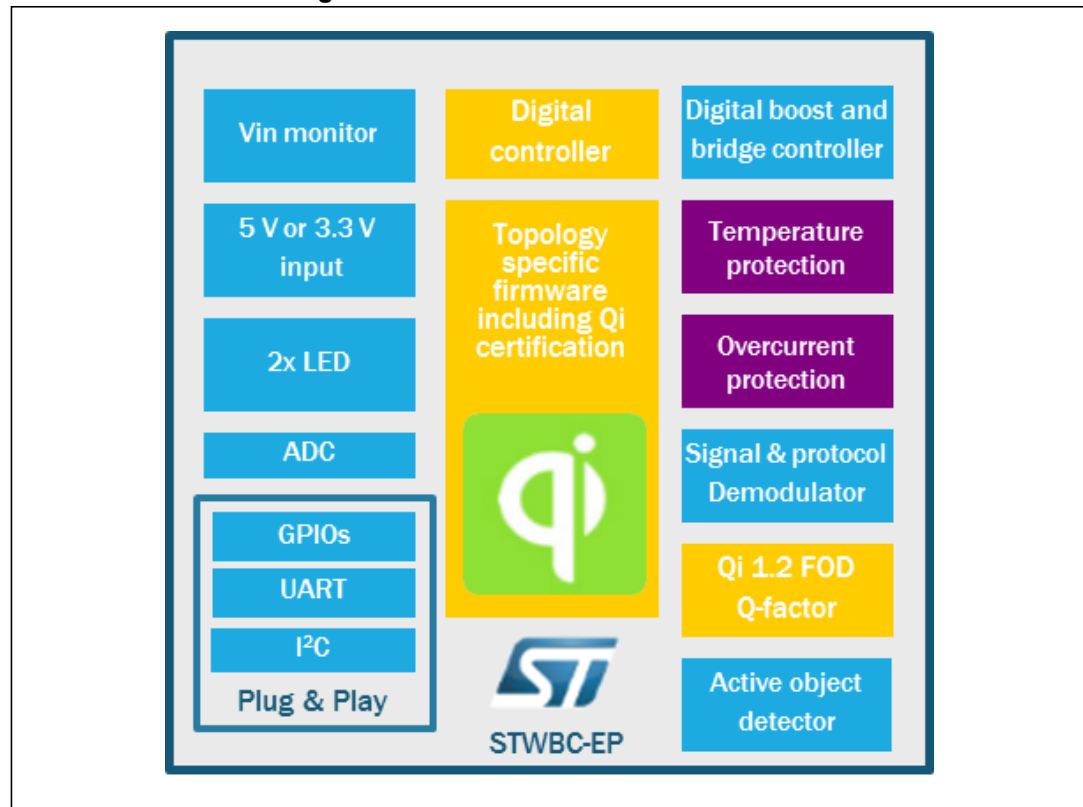 Vin monitor
5 V or 3.3 V
input
2x LED
ADC
GPIOs
UART
I²C
Plug & Play
Digital
controller
Topology
specific
firmware
including Qi
certification
qi
ST
STWBC-EP
Digital boost and
bridge controller
Temperature
protection
Overcurrent
protection
Signal & protocol
Demodulator
Qi 1.2 FOD
Q-factor
Active object
detector